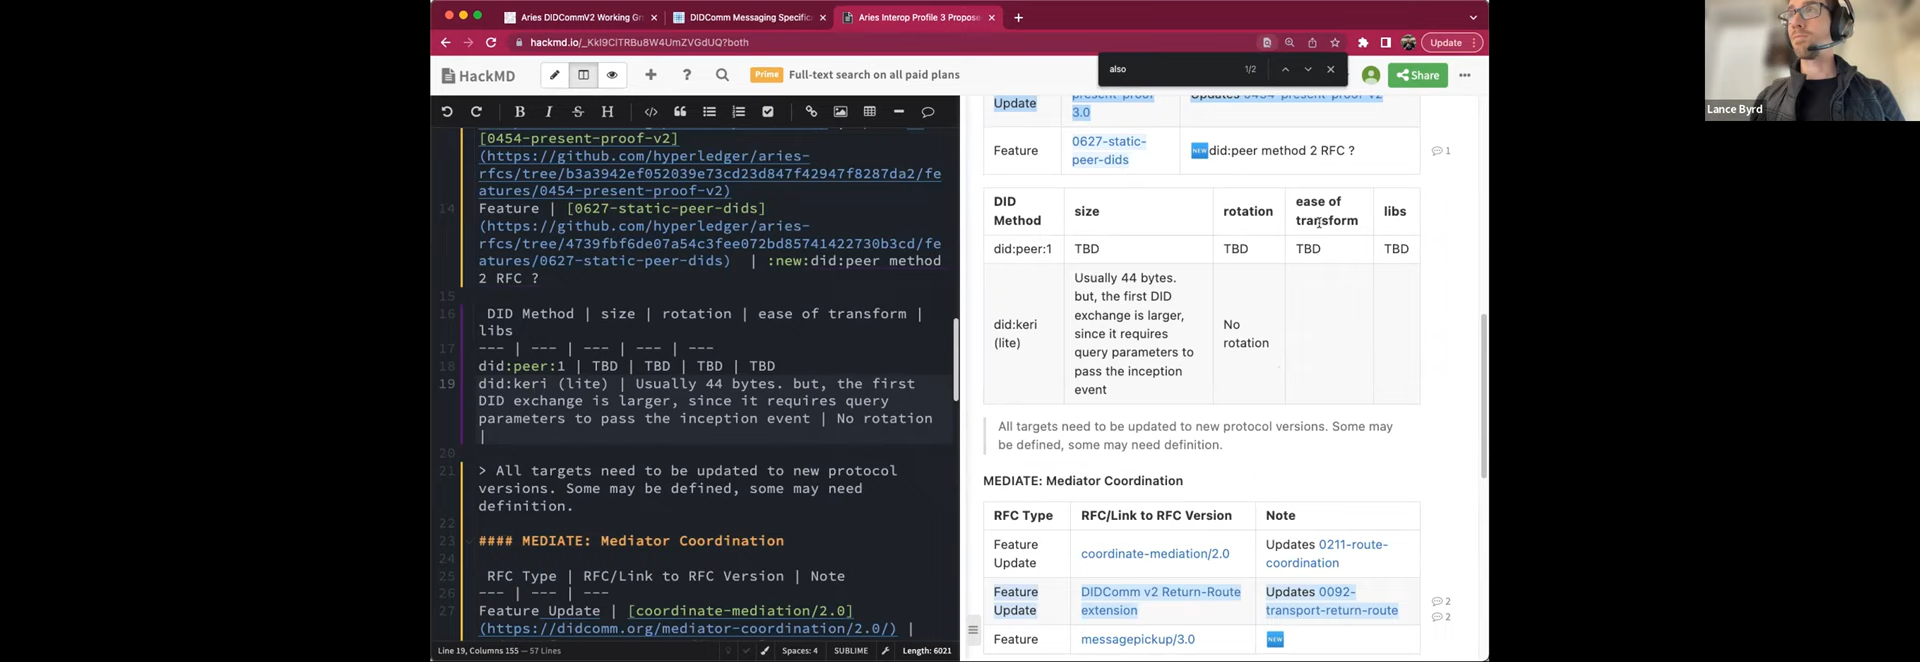 Aries DIDCommV2 Working Gr
DIDComm Messaging Specific
Aries Interop Profile 3 Propose
hackmd.io/_KkI9ClTRBu8W4UmZVGdUQ?both
Update
also
1/2
HackMD
Prime
Full-text search on all paid plans
Share
B I S H
[0454-present-proof-v2]
(https://github.com/hyperledger/aries-
rfcs/tree/b3a3942ef052039e73cd23d847f42947f8287da2/fe
atures/0454-present-proof-v2)
14 Feature | [0627-static-peer-dids]
(https://github.com/hyperledger/aries-
rfcs/tree/4739fbf6de07a54c3fee072bd85741422730b3cd/fe
atures/0627-static-peer-dids) | :new:did:peer method
2 RFC ?
15
16 DID Method | size | rotation | ease of transform |
libs
17 --- | --- | --- | --- | ---
18 did:peer:1 | TBD | TBD | TBD | TBD
19 did:keri (lite) | Usually 44 bytes. but, the first
DID exchange is larger, since it requires query
parameters to pass the inception event | No rotation
|
20
21 > All targets need to be updated to new protocol
versions. Some may be defined, some may need
definition.
22
23 #### MEDIATE: Mediator Coordination
24
25 RFC Type | RFC/Link to RFC Version | Note
26 --- | --- | ---
27 Feature Update | [coordinate-mediation/2.0]
(https://didcomm.org/mediator-coordination/2.0/) |
Line 19, Columns 155 — 57 Lines
Spaces: 4
SUBLIME
Length: 6021
Update
present-proof
3.0
Updates 0454-present-proof-v2
Feature
0627-static-
peer-dids
NEW did:peer method 2 RFC ?
1
DID
Method
size
rotation
ease of
transform
libs
did:peer:1
TBD
TBD
TBD
TBD
did:keri
(lite)
Usually 44 bytes.
but, the first DID
exchange is larger,
since it requires
query parameters to
pass the inception
event
No
rotation
All targets need to be updated to new protocol versions. Some may
be defined, some may need definition.
MEDIATE: Mediator Coordination
RFC Type
RFC/Link to RFC Version
Note
Feature
Update
coordinate-mediation/2.0
Updates 0211-route-
coordination
Feature
Update
DIDComm v2 Return-Route
extension
Updates 0092-
transport-return-route
2
2
Feature
messagepickup/3.0
NEW
Lance Byrd